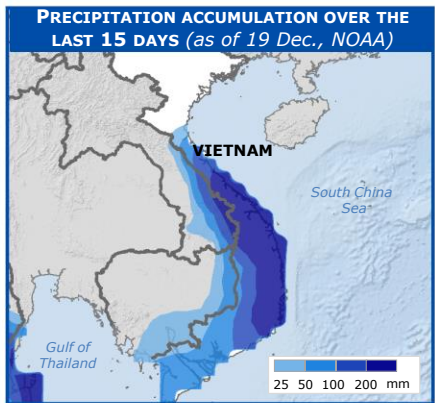 PRECIPITATION ACCUMULATION OVER THE
LAST 15 DAYS (as of 19 Dec., NOAA)
VIETNAM
South China
Sea
Gulf of
Thailand
25 50 100 200 mm